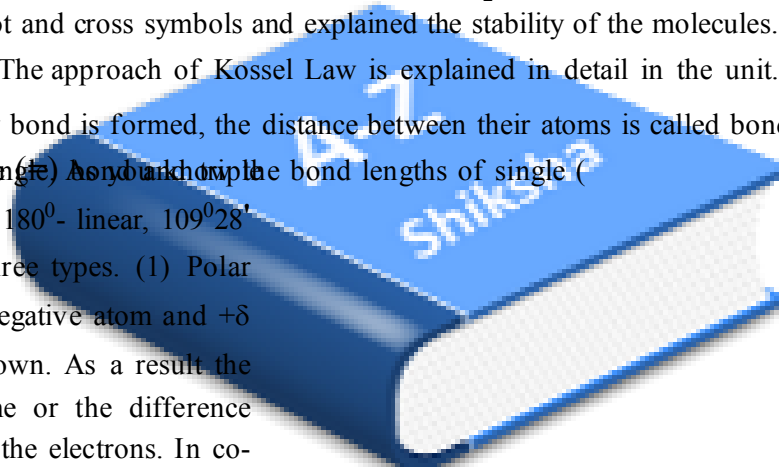 ot and cross symbols and explained the stability of the molecules.
The approach of Kossel Law is explained in detail in the unit.
bond is formed, the distance between their atoms is called bond
bond the bond lengths of single (
180⁰- linear, 109⁰28'
ree types. (1) Polar
egative atom and +δ
own. As a result the
ne or the difference
the electrons. In co-
A Z
Shiksha